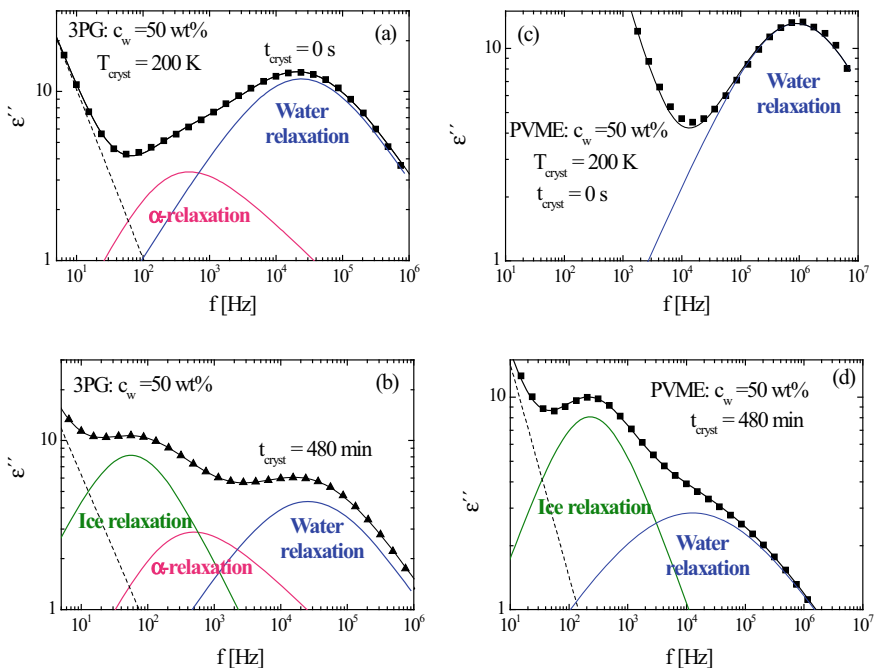 3PG: c_w=50 wt%
T_cryst = 200 K
(a)
t_cryst = 0 s
Water
relaxation
α-relaxation
ε´´
10
1
10^1
10^2
10^3
10^4
10^5
10^6
f [Hz]
(c)
PVME: c_w=50 wt%
T_cryst = 200 K
t_cryst = 0 s
Water
relaxation
ε´´
10
1
10^1
10^2
10^3
10^4
10^5
10^6
10^7
f [Hz]
3PG: c_w=50 wt%
(b)
t_cryst = 480 min
Ice relaxation
α-relaxation
Water
relaxation
ε´´
10
1
10^1
10^2
10^3
10^4
10^5
10^6
f [Hz]
PVME: c_w=50 wt%
(d)
t_cryst = 480 min
Ice relaxation
Water
relaxation
ε´´
10
1
10^1
10^2
10^3
10^4
10^5
10^6
10^7
f [Hz]